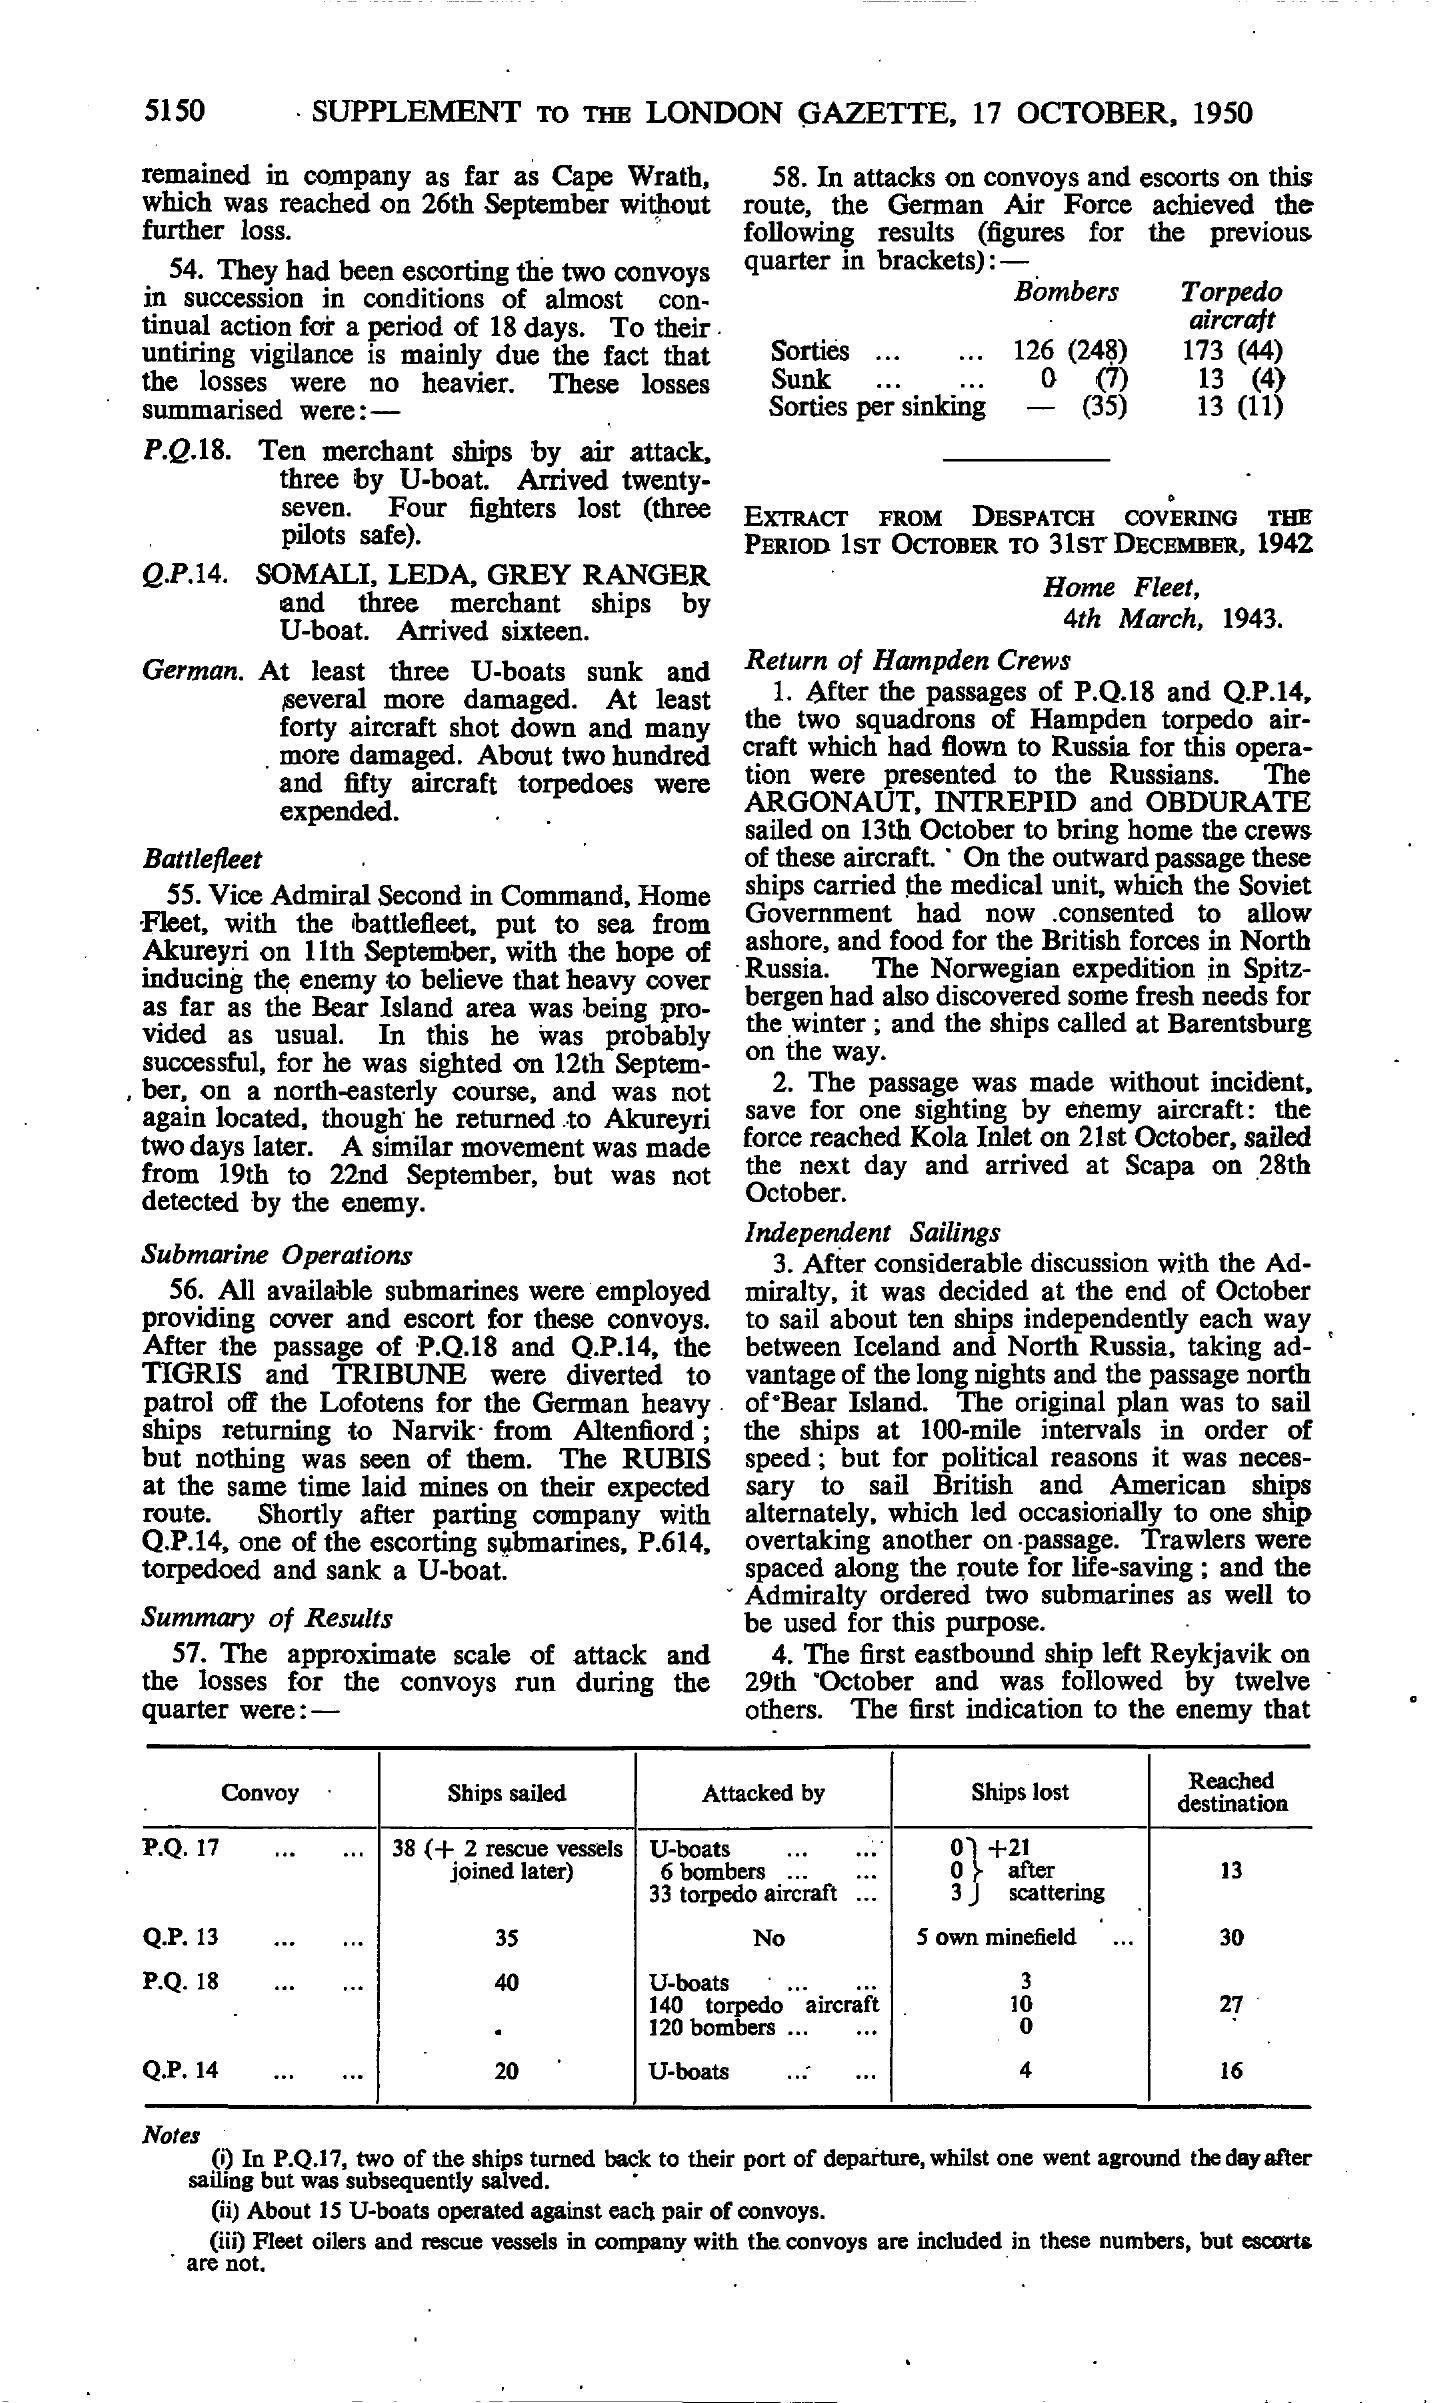 5150 SUPPLEMENT TO THE LONDON GAZETTE, 17 OCTOBER, 1950
remained in company as far as Cape Wrath,
which was reached on 26th September without
further loss.
54. They had been escorting the two convoys
in succession in conditions of almost con-
tinual action for a period of 18 days. To their
untiring vigilance is mainly due the fact that
the losses were no heavier. These losses
summarised were:—
P.Q.18. Ten merchant ships by air attack,
three by U-boat. Arrived twenty-
seven. Four fighters lost (three
pilots safe).
Q.P.14. SOMALI, LEDA, GREY RANGER
and three merchant ships by
U-boat. Arrived sixteen.
German. At least three U-boats sunk and
several more damaged. At least
forty aircraft shot down and many
more damaged. About two hundred
and fifty aircraft torpedoes were
expended.
Battlefleet
55. Vice Admiral Second in Command, Home
Fleet, with the battlefleet, put to sea from
Akureyri on 11th September, with the hope of
inducing the enemy to believe that heavy cover
as far as the Bear Island area was being pro-
vided as usual. In this he was probably
successful, for he was sighted on 12th Septem-
ber, on a north-easterly course, and was not
again located, though he returned to Akureyri
two days later. A similar movement was made
from 19th to 22nd September, but was not
detected by the enemy.
Submarine Operations
56. All available submarines were employed
providing cover and escort for these convoys.
After the passage of P.Q.18 and Q.P.14, the
TIGRIS and TRIBUNE were diverted to
patrol off the Lofotens for the German heavy
ships returning to Narvik from Altenfiord;
but nothing was seen of them. The RUBIS
at the same time laid mines on their expected
route. Shortly after parting company with
Q.P.14, one of the escorting submarines, P.614,
torpedoed and sank a U-boat.
Summary of Results
57. The approximate scale of attack and
the losses for the convoys run during the
quarter were:—
58. In attacks on convoys and escorts on this
route, the German Air Force achieved the
following results (figures for the previous
quarter in brackets):—
Bombers Torpedo
aircraft
Sorties ... ... 126 (248) 173 (44)
Sunk ... ... 0 (7) 13 (4)
Sorties per sinking — (35) 13 (11)
EXTRACT FROM DESPATCH COVERING THE
PERIOD 1ST OCTOBER TO 31ST DECEMBER, 1942
Home Fleet,
4th March, 1943.
Return of Hampden Crews
1. After the passages of P.Q.18 and Q.P.14,
the two squadrons of Hampden torpedo air-
craft which had flown to Russia for this opera-
tion were presented to the Russians. The
ARGONAUT, INTREPID and OBDURATE
sailed on 13th October to bring home the crews
of these aircraft. On the outward passage these
ships carried the medical unit, which the Soviet
Government had now consented to allow
ashore, and food for the British forces in North
Russia. The Norwegian expedition in Spitz-
bergen had also discovered some fresh needs for
the winter; and the ships called at Barentsburg
on the way.
2. The passage was made without incident,
save for one sighting by enemy aircraft: the
force reached Kola Inlet on 21st October, sailed
the next day and arrived at Scapa on 28th
October.
Independent Sailings
3. After considerable discussion with the Ad-
miralty, it was decided at the end of October
to sail about ten ships independently each way
between Iceland and North Russia, taking ad-
vantage of the long nights and the passage north
of Bear Island. The original plan was to sail
the ships at 100-mile intervals in order of
speed; but for political reasons it was neces-
sary to sail British and American ships
alternately, which led occasionally to one ship
overtaking another on passage. Trawlers were
spaced along the route for life-saving; and the
Admiralty ordered two submarines as well to
be used for this purpose.
4. The first eastbound ship left Reykjavik on
29th October and was followed by twelve
others. The first indication to the enemy that
Convoy Ships sailed Attacked by Ships lost Reached
destination
P.Q. 17 ... ... 38 (+ 2 rescue vessels U-boats ... ... 0} +21
joined later) 6 bombers ... ... 0} after 13
33 torpedo aircraft ... 3} scattering
Q.P. 13 ... ... 35 No 5 own minefield ... 30
P.Q. 18 ... ... 40 U-boats ... ... 3
140 torpedo aircraft 10 27
120 bombers ... ... 0
Q.P. 14 ... ... 20 U-boats ... ... 4 16
Notes
(i) In P.Q.17, two of the ships turned back to their port of departure, whilst one went aground the day after
sailing but was subsequently salved.
(ii) About 15 U-boats operated against each pair of convoys.
(iii) Fleet oilers and rescue vessels in company with the convoys are included in these numbers, but escorts
are not.